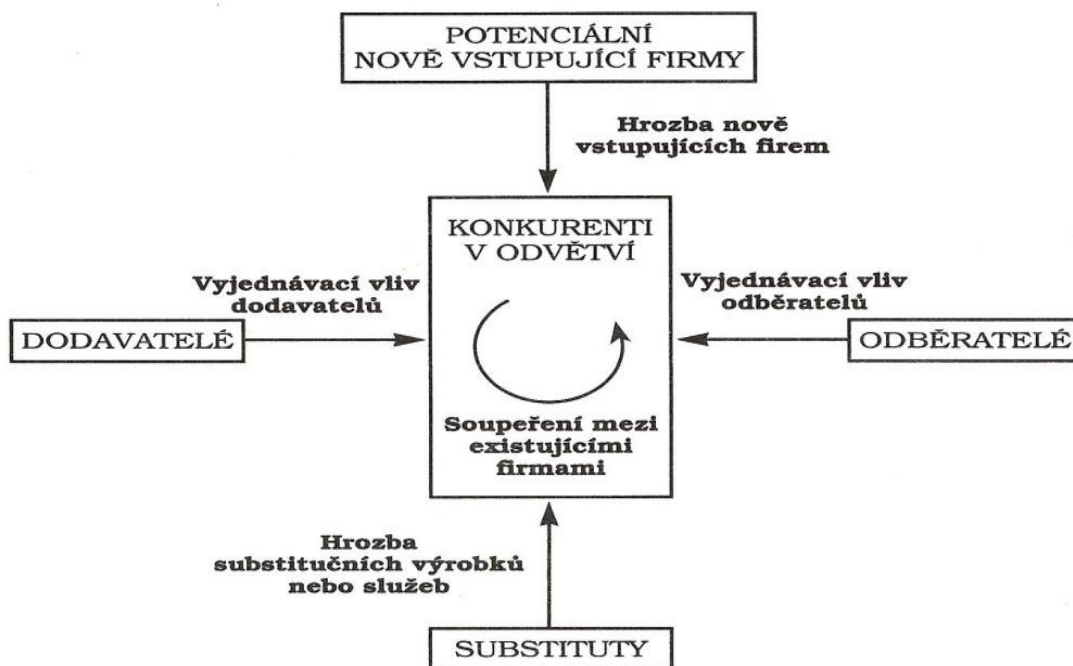 POTENCIÁLNÍ
NOVĚ VSTUPUJÍCÍ FIRMY
Hrozba nově
vstupujících firem
KONKURENTI
V ODVĚTVÍ
Vyjednávací vliv
dodavatelů
Vyjednávací vliv
odběratelů
DODAVATELÉ
ODBĚRATELÉ
Soupeření mezi
existujícími
firmami
Hrozba
substitučních výrobků
nebo služeb
SUBSTITUTY